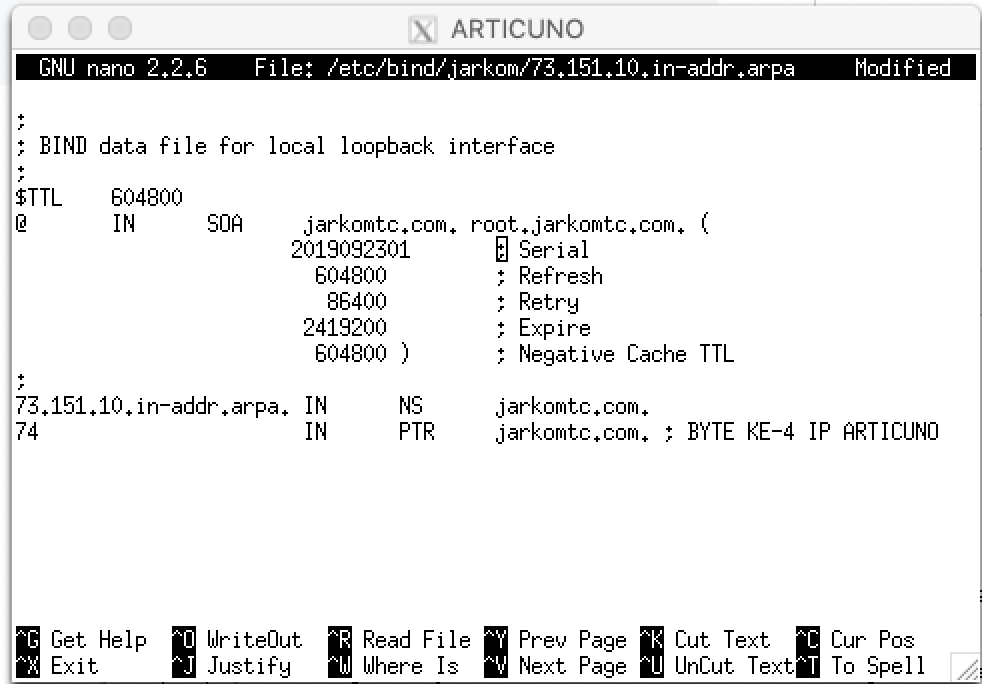 ARTICUNO
GNU nano 2.2.6 File: /etc/bind/jarkom/73.151.10.in-addr.arpa Modified
;
; BIND data file for local loopback interface
;
$TTL 604800
@ IN SOA jarkomtc.com. root.jarkomtc.com. (
2019092301 ; Serial
604800 ; Refresh
86400 ; Retry
2419200 ; Expire
604800 ) ; Negative Cache TTL
;
73.151.10.in-addr.arpa. IN NS jarkomtc.com.
74 IN PTR jarkomtc.com. ; BYTE KE-4 IP ARTICUNO
^G Get Help ^O WriteOut ^R Read File ^Y Prev Page ^K Cut Text ^C Cur Pos
^X Exit ^J Justify ^W Where Is ^V Next Page ^U UnCut Text ^T To Spell